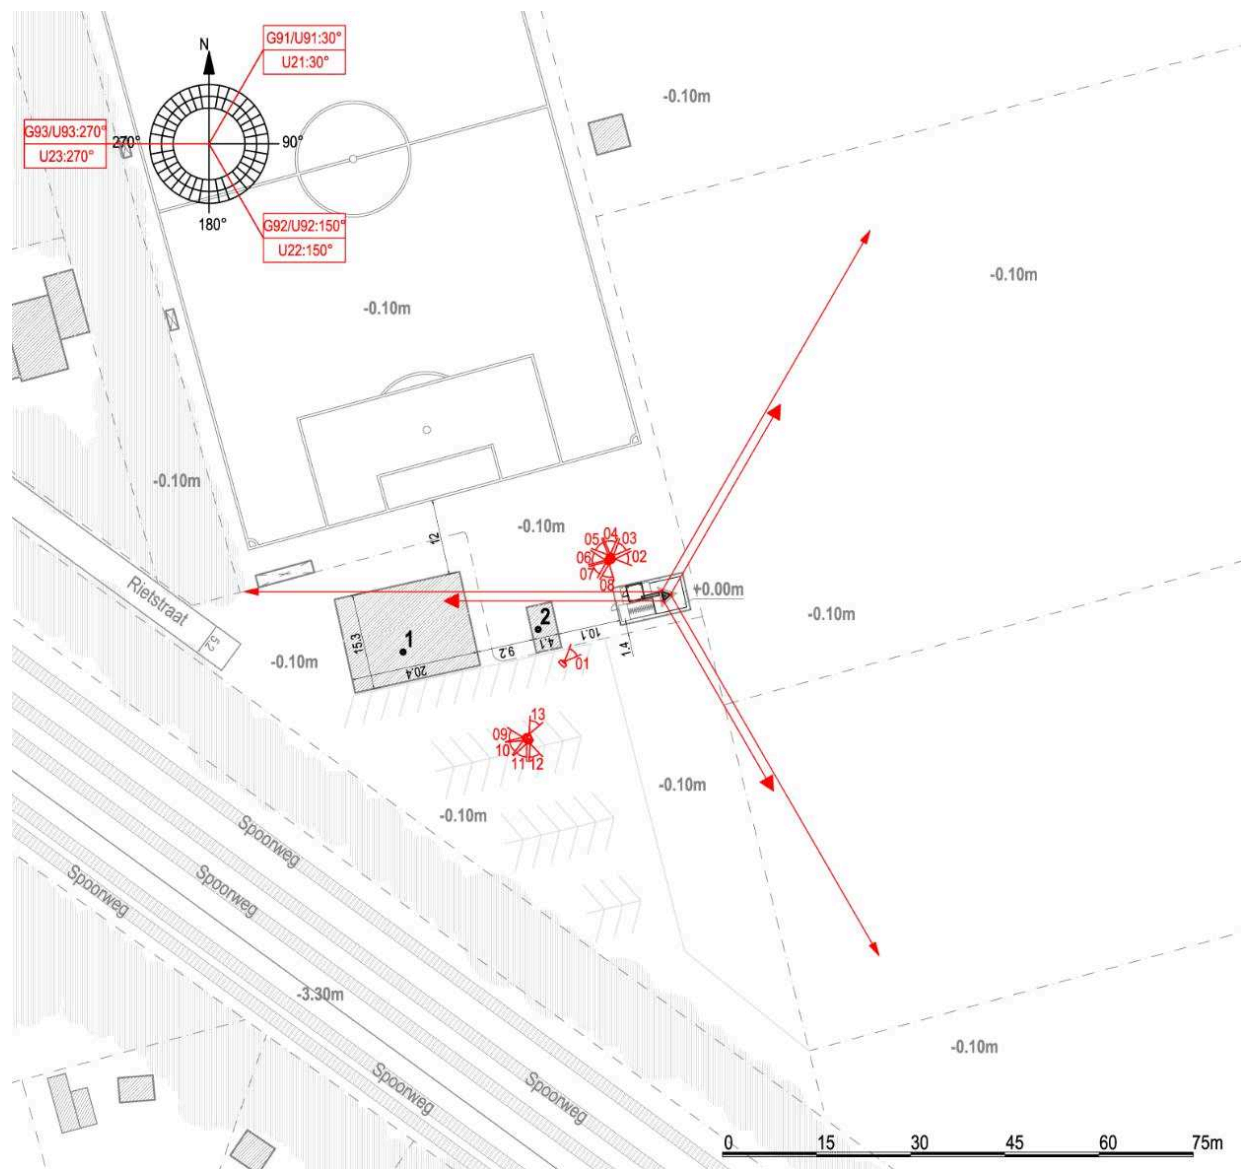 N
G91/U91:30°
U21:30°
G93/U93:270°
U23:270°
270°
90°
180°
G92/U92:150°
U22:150°
-0.10m
-0.10m
-0.10m
-0.10m
-0.10m
12
05
04
03
06
02
07
08
+0.00m
Rietstraat
52
-0.10m
-0.10m
1
2
15.3
20.4
9.2
4.1
10.1
1.4
01
13
09
10
11
12
-0.10m
-0.10m
Spoorweg
Spoorweg
Spoorweg
-3.30m
-0.10m
Spoorweg
Spoorweg
0 15 30 45 60 75m